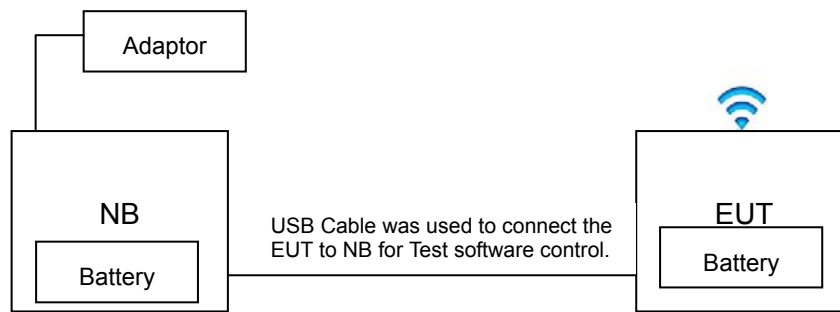 Adaptor
NB
Battery
USB Cable was used to connect the
EUT to NB for Test software control.
EUT
Battery